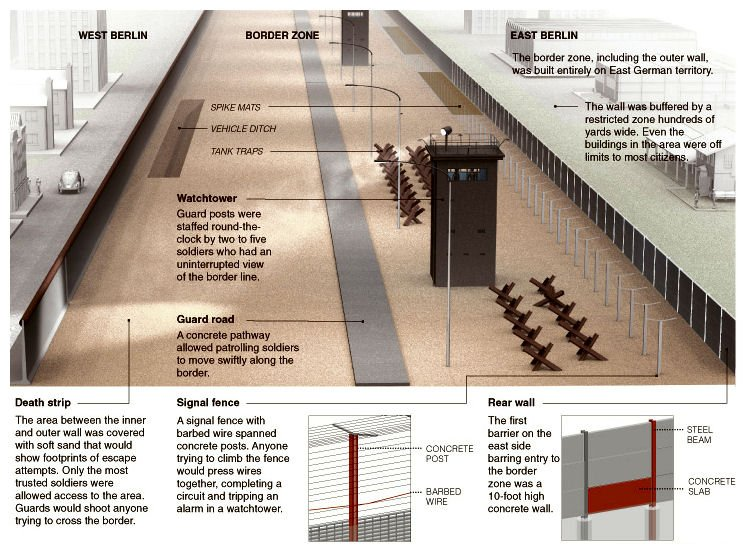 WEST BERLIN
BORDER ZONE
EAST BERLIN
The border zone, including the outer wall,
was built entirely on East German territory.
SPIKE MATS
The wall was buffered by a
restricted zone hundreds of
yards wide. Even the
buildings in the area were off
limits to most citizens.
VEHICLE DITCH
TANK TRAPS
Watchtower
Guard posts were
staffed round-the-
clock by two to five
soldiers who had an
uninterrupted view
of the border line.
Guard road
A concrete pathway
allowed patrolling soldiers
to move swiftly along the
border.
Death strip
The area between the inner
and outer wall was covered
with soft sand that would
show footprints of escape
attempts. Only the most
trusted soldiers were
allowed access to the area.
Guards would shoot anyone
trying to cross the border.
Signal fence
A signal fence with
barbed wire spanned
concrete posts. Anyone
trying to climb the fence
would press wires
together, completing a
circuit and tripping an
alarm in a watchtower.
CONCRETE
POST
BARBED
WIRE
Rear wall
The first
barrier on the
east side
barring entry to
the border
zone was a
10-foot high
concrete wall.
STEEL
BEAM
CONCRETE
SLAB